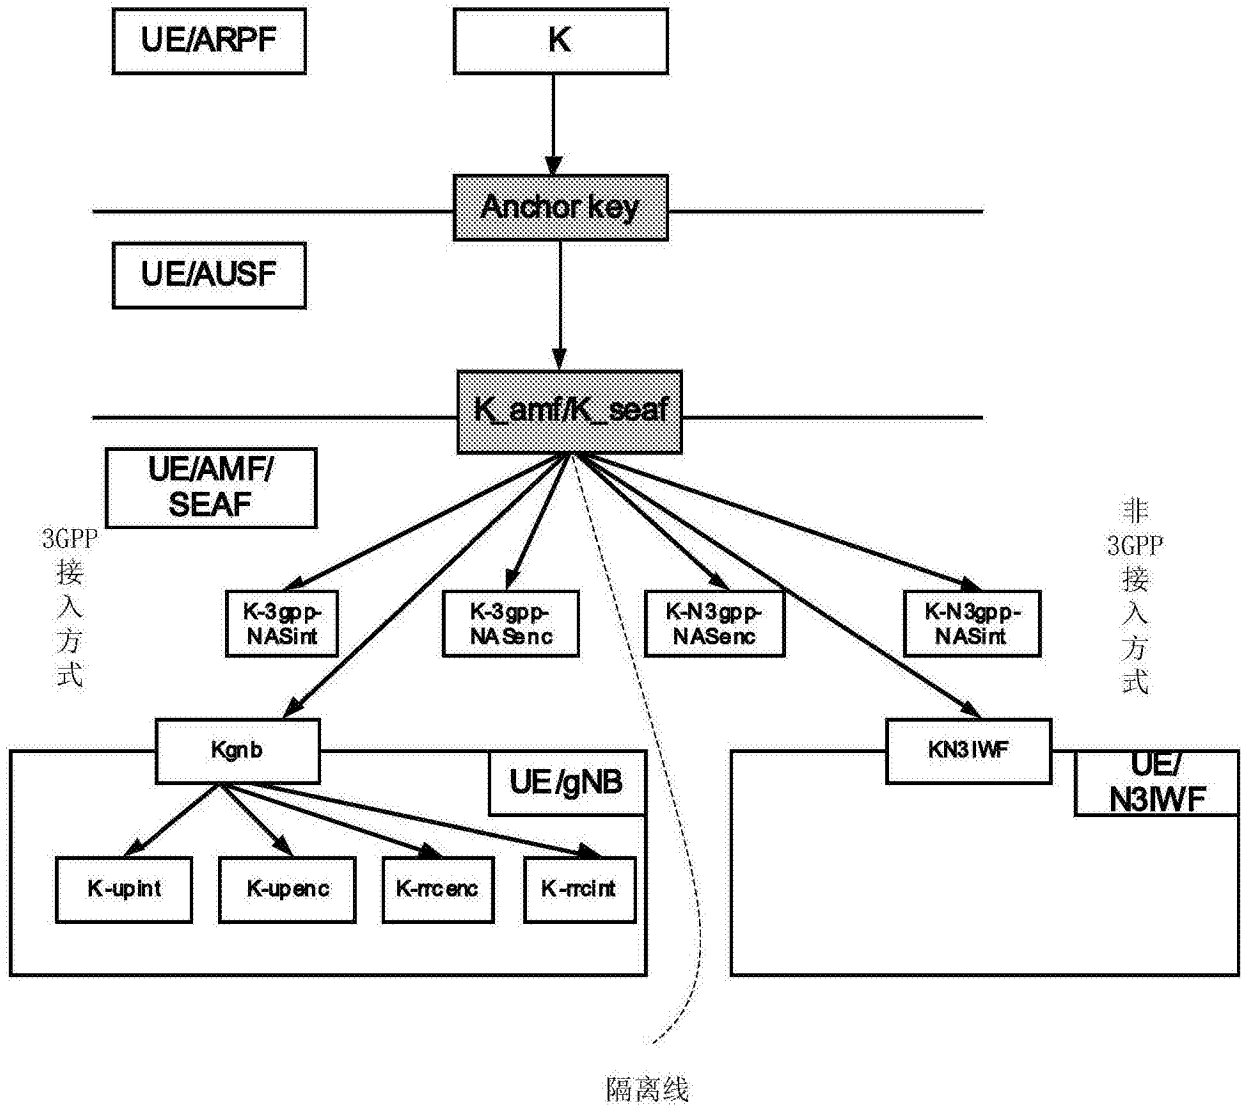 UE/ARPF
K
Anchor key
UE/AUSF
K_amf/K_seaf
UE/AMF/
SEAF
3GPP
接
入
方
式
非
3GPP
接
入
方
式
K-3gpp-
NASint
K-3gpp-
NASenc
K-N3gpp-
NASenc
K-N3gpp-
NASint
Kgnb
UE/gNB
KN3IWF
UE/
N3IWF
K-upint
K-upenc
K-rrcenc
K-rrcint
隔离线